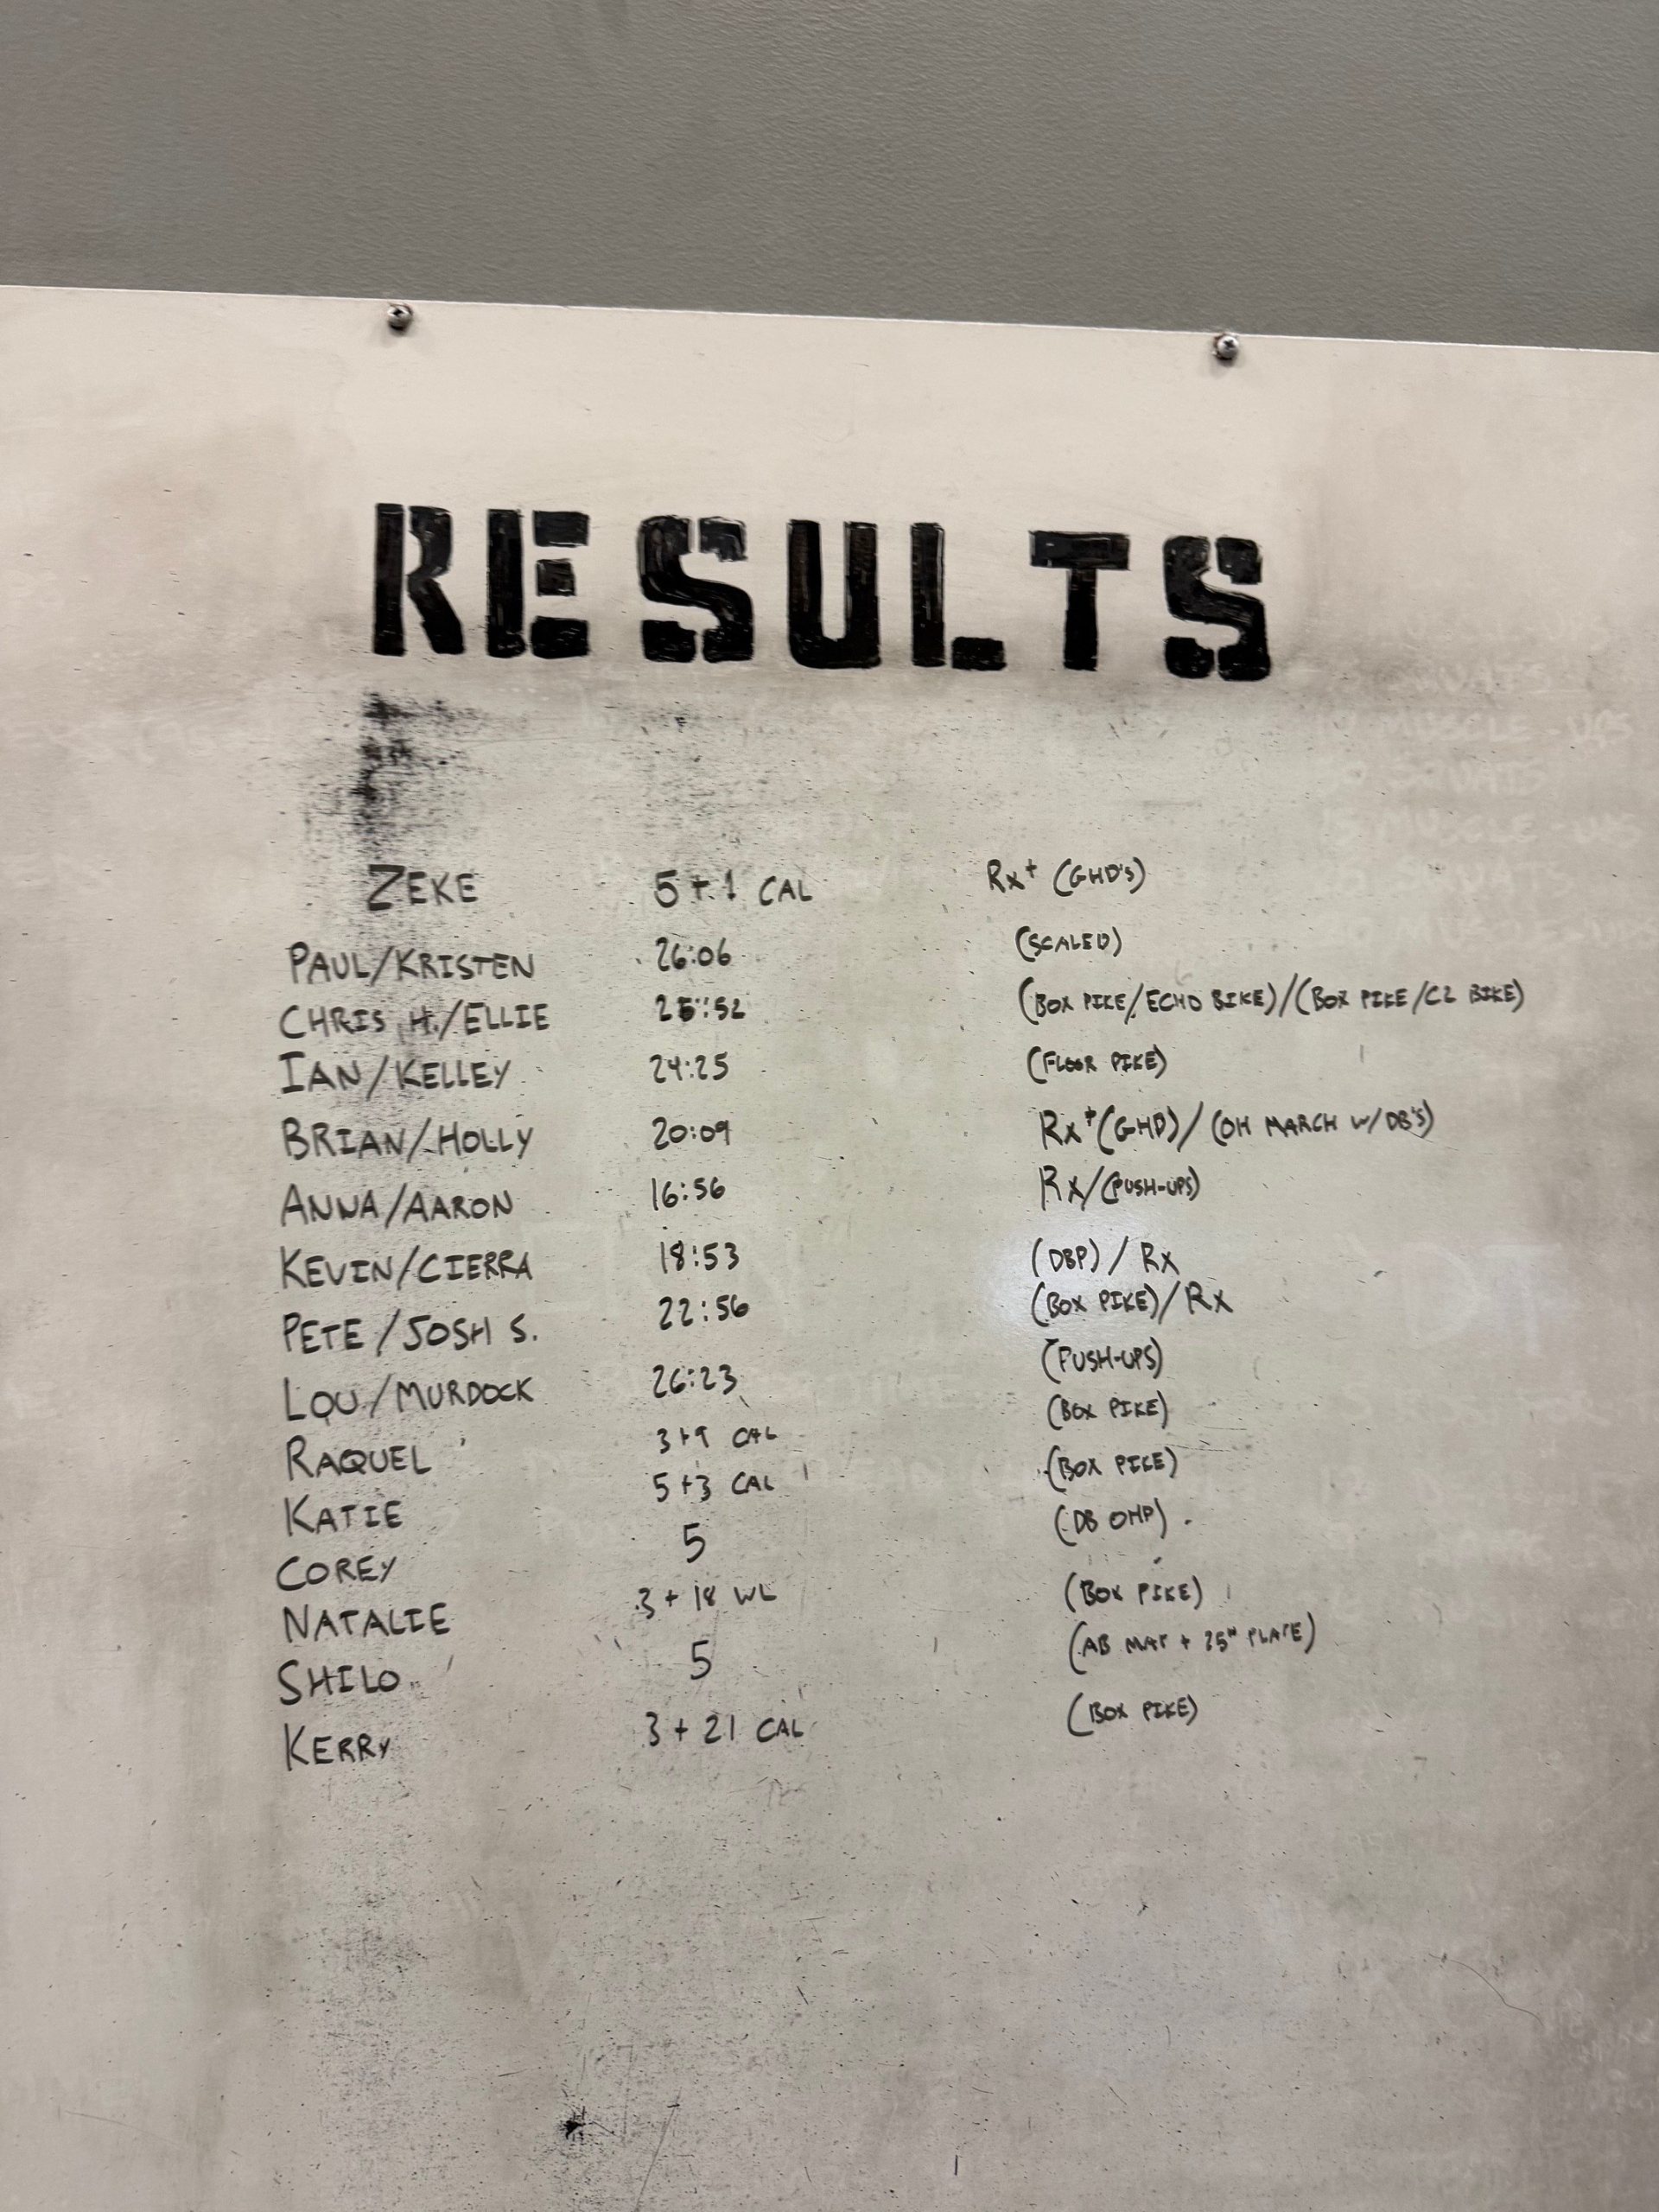 RESULTS
ZEKE 5 + 1 CAL Rx+ (GHD's)
PAUL/KRISTEN 26:06 (SCALED)
CHRIS H./ELLIE (BOX PIKE/ECHO BIKE)/(BOX PIKE/C2 BIKE)
IAN/KELLEY 24:25 (FLOOR PIKE)
BRIAN/HOLLY 20:09 Rx+(GHD)/(OH MARCH W/DB'S)
ANNA/AARON 16:56 Rx/(PUSH-UPS)
KEVIN/CIERRA 18:53 (DBP)/Rx
PETE/JOSH S. 22:56 (BOX PIKE)/Rx
LOU/MURDOCK 26:23 (PUSH-UPS)
RAQUEL 3+9 CAL (BOX PIKE)
KATIE 5+3 CAL (BOX PIKE)
COREY 5 (DB OHP)
NATALIE 3 + 18 WL (BOX PIKE)
SHILO 5 (AB MAT + 25# PLATE)
KERRY 3 + 21 CAL (BOX PIKE)